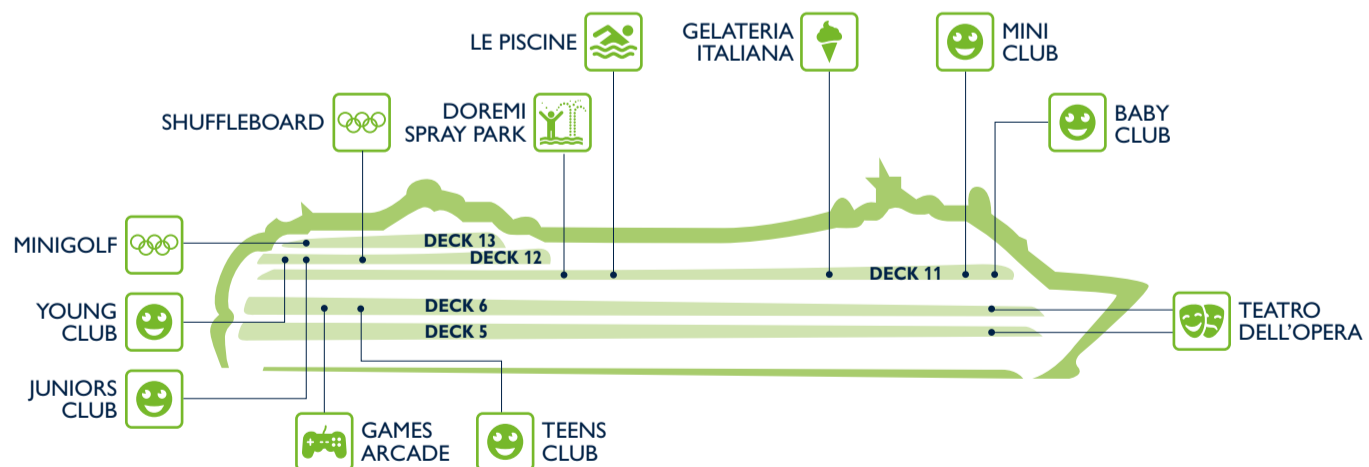 LE PISCINE
GELATERIA
ITALIANA
MINI
CLUB
SHUFFLEBOARD
DOREMI
SPRAY PARK
BABY
CLUB
MINIGOLF
DECK 13
DECK 12
DECK 11
YOUNG
CLUB
DECK 6
DECK 5
TEATRO
DELL'OPERA
JUNIORS
CLUB
GAMES
ARCADE
TEENS
CLUB